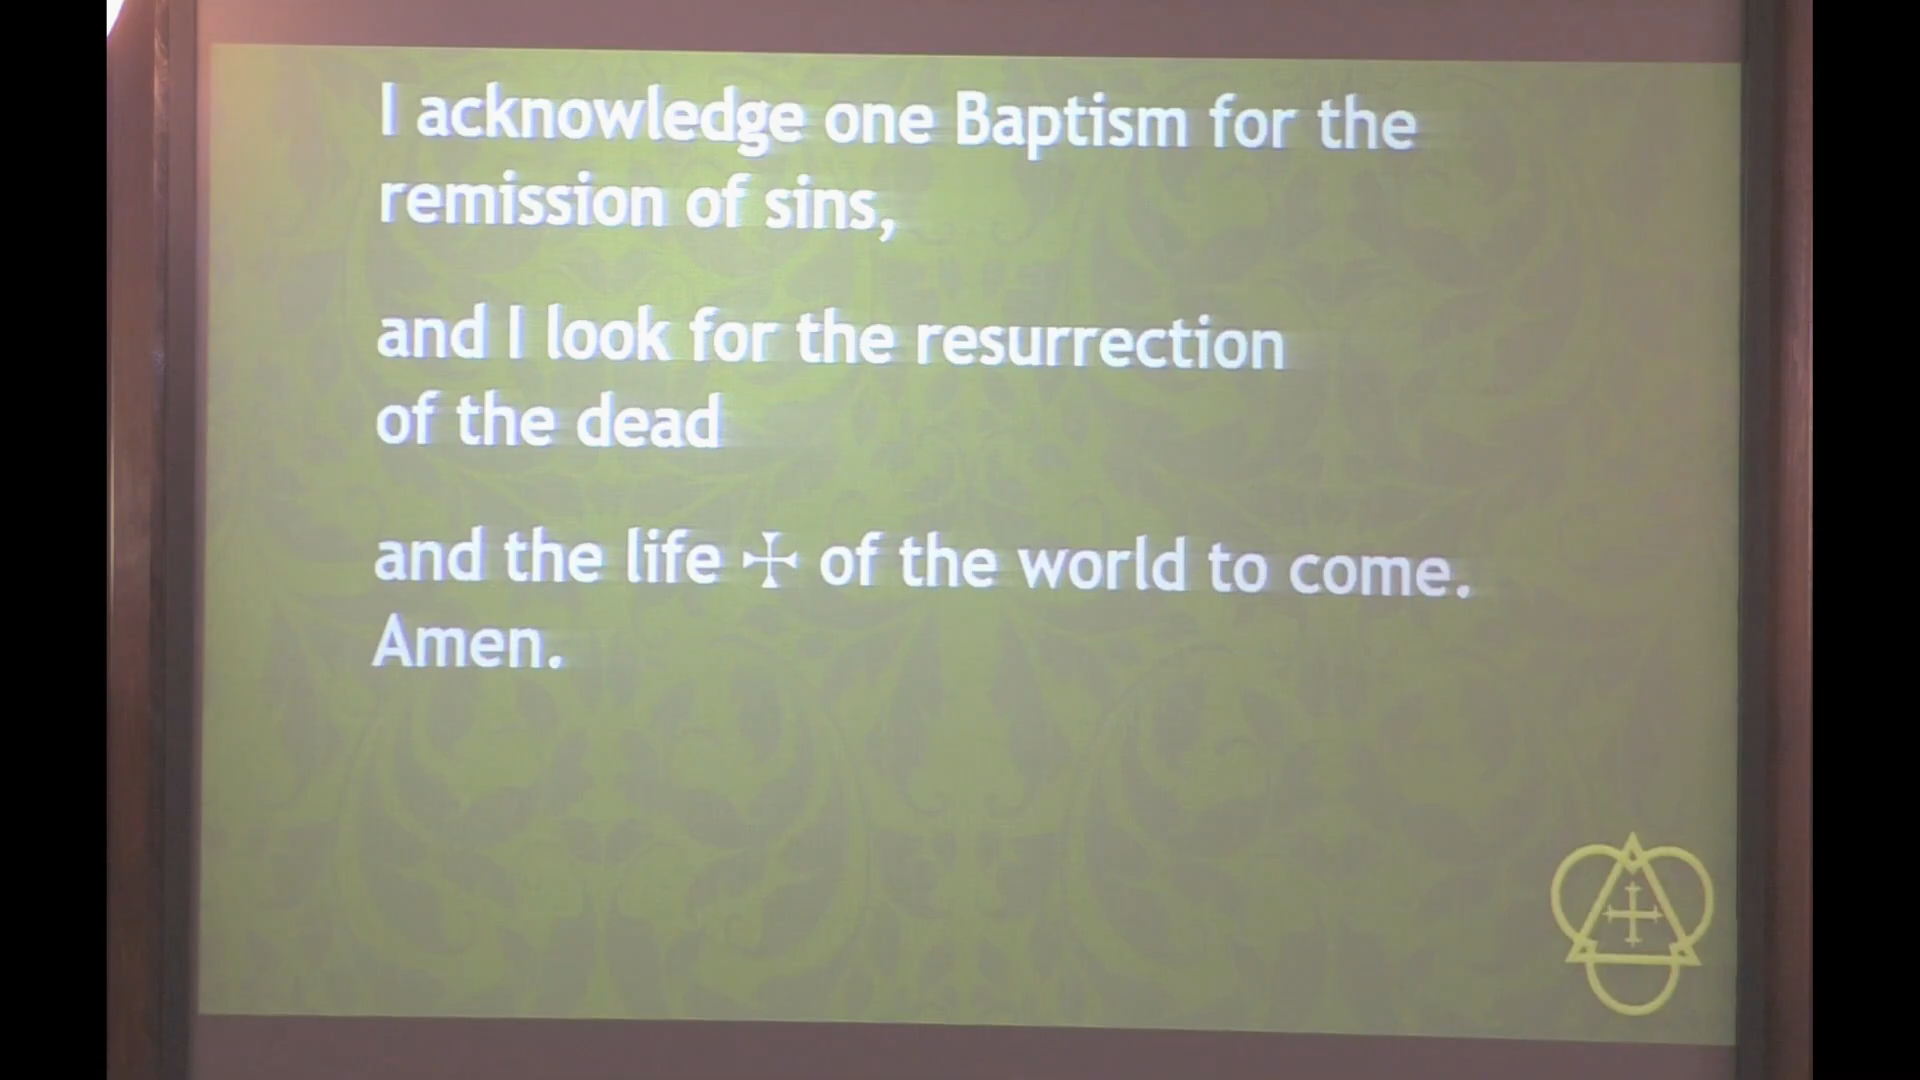 I acknowledge one Baptism for the
remission of sins,
and I look for the resurrection
of the dead
and the life ☩ of the world to come.
Amen.